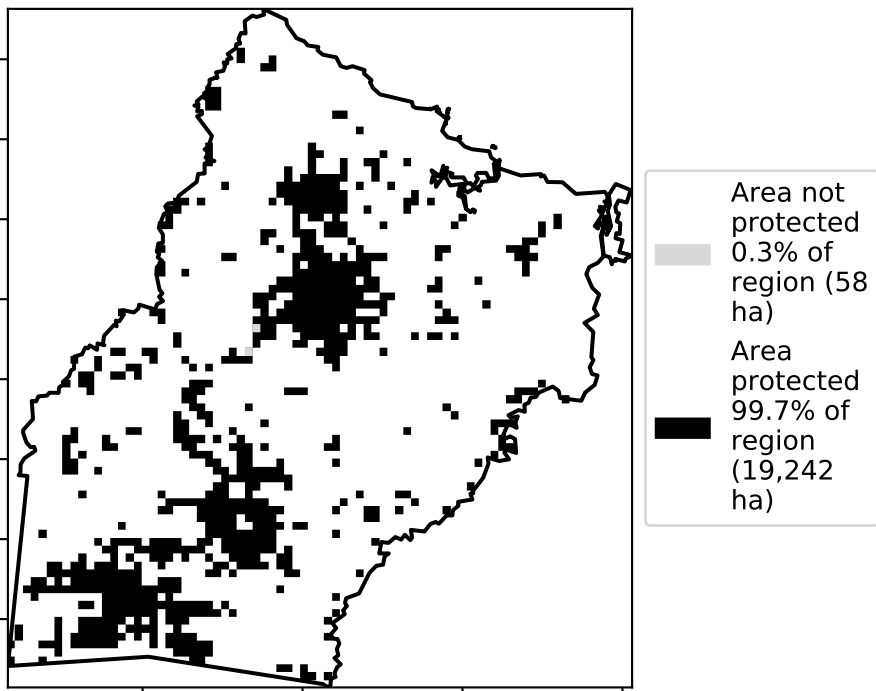 Area not
protected
0.3% of
region (58
ha)
Area
protected
99.7% of
region
(19,242
ha)